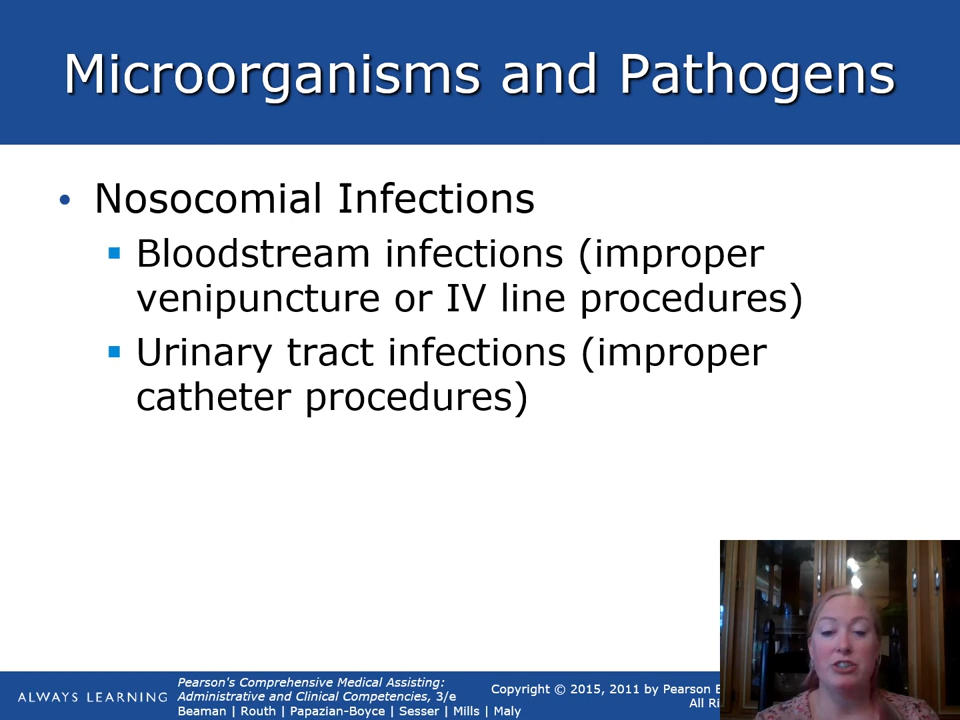 Microorganisms and Pathogens
• Nosocomial Infections
▪ Bloodstream infections (improper
venipuncture or IV line procedures)
▪ Urinary tract infections (improper
catheter procedures)
ALWAYS LEARNING
Pearson's Comprehensive Medical Assisting:
Administrative and Clinical Competencies, 3/e
Beaman | Routh | Papazian-Boyce | Sesser | Mills | Maly
Copyright © 2015, 2011 by Pearson
All